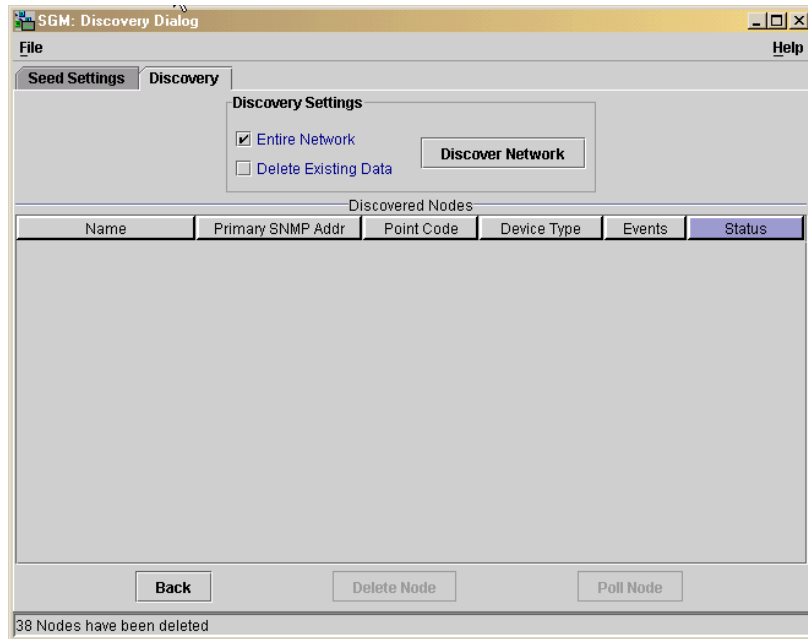 SGM: Discovery Dialog
File Help
Seed Settings Discovery
Discovery Settings
Entire Network
Delete Existing Data
Discover Network
Discovered Nodes
Name Primary SNMP Addr Point Code Device Type Events Status
Back Delete Node Poll Node
38 Nodes have been deleted